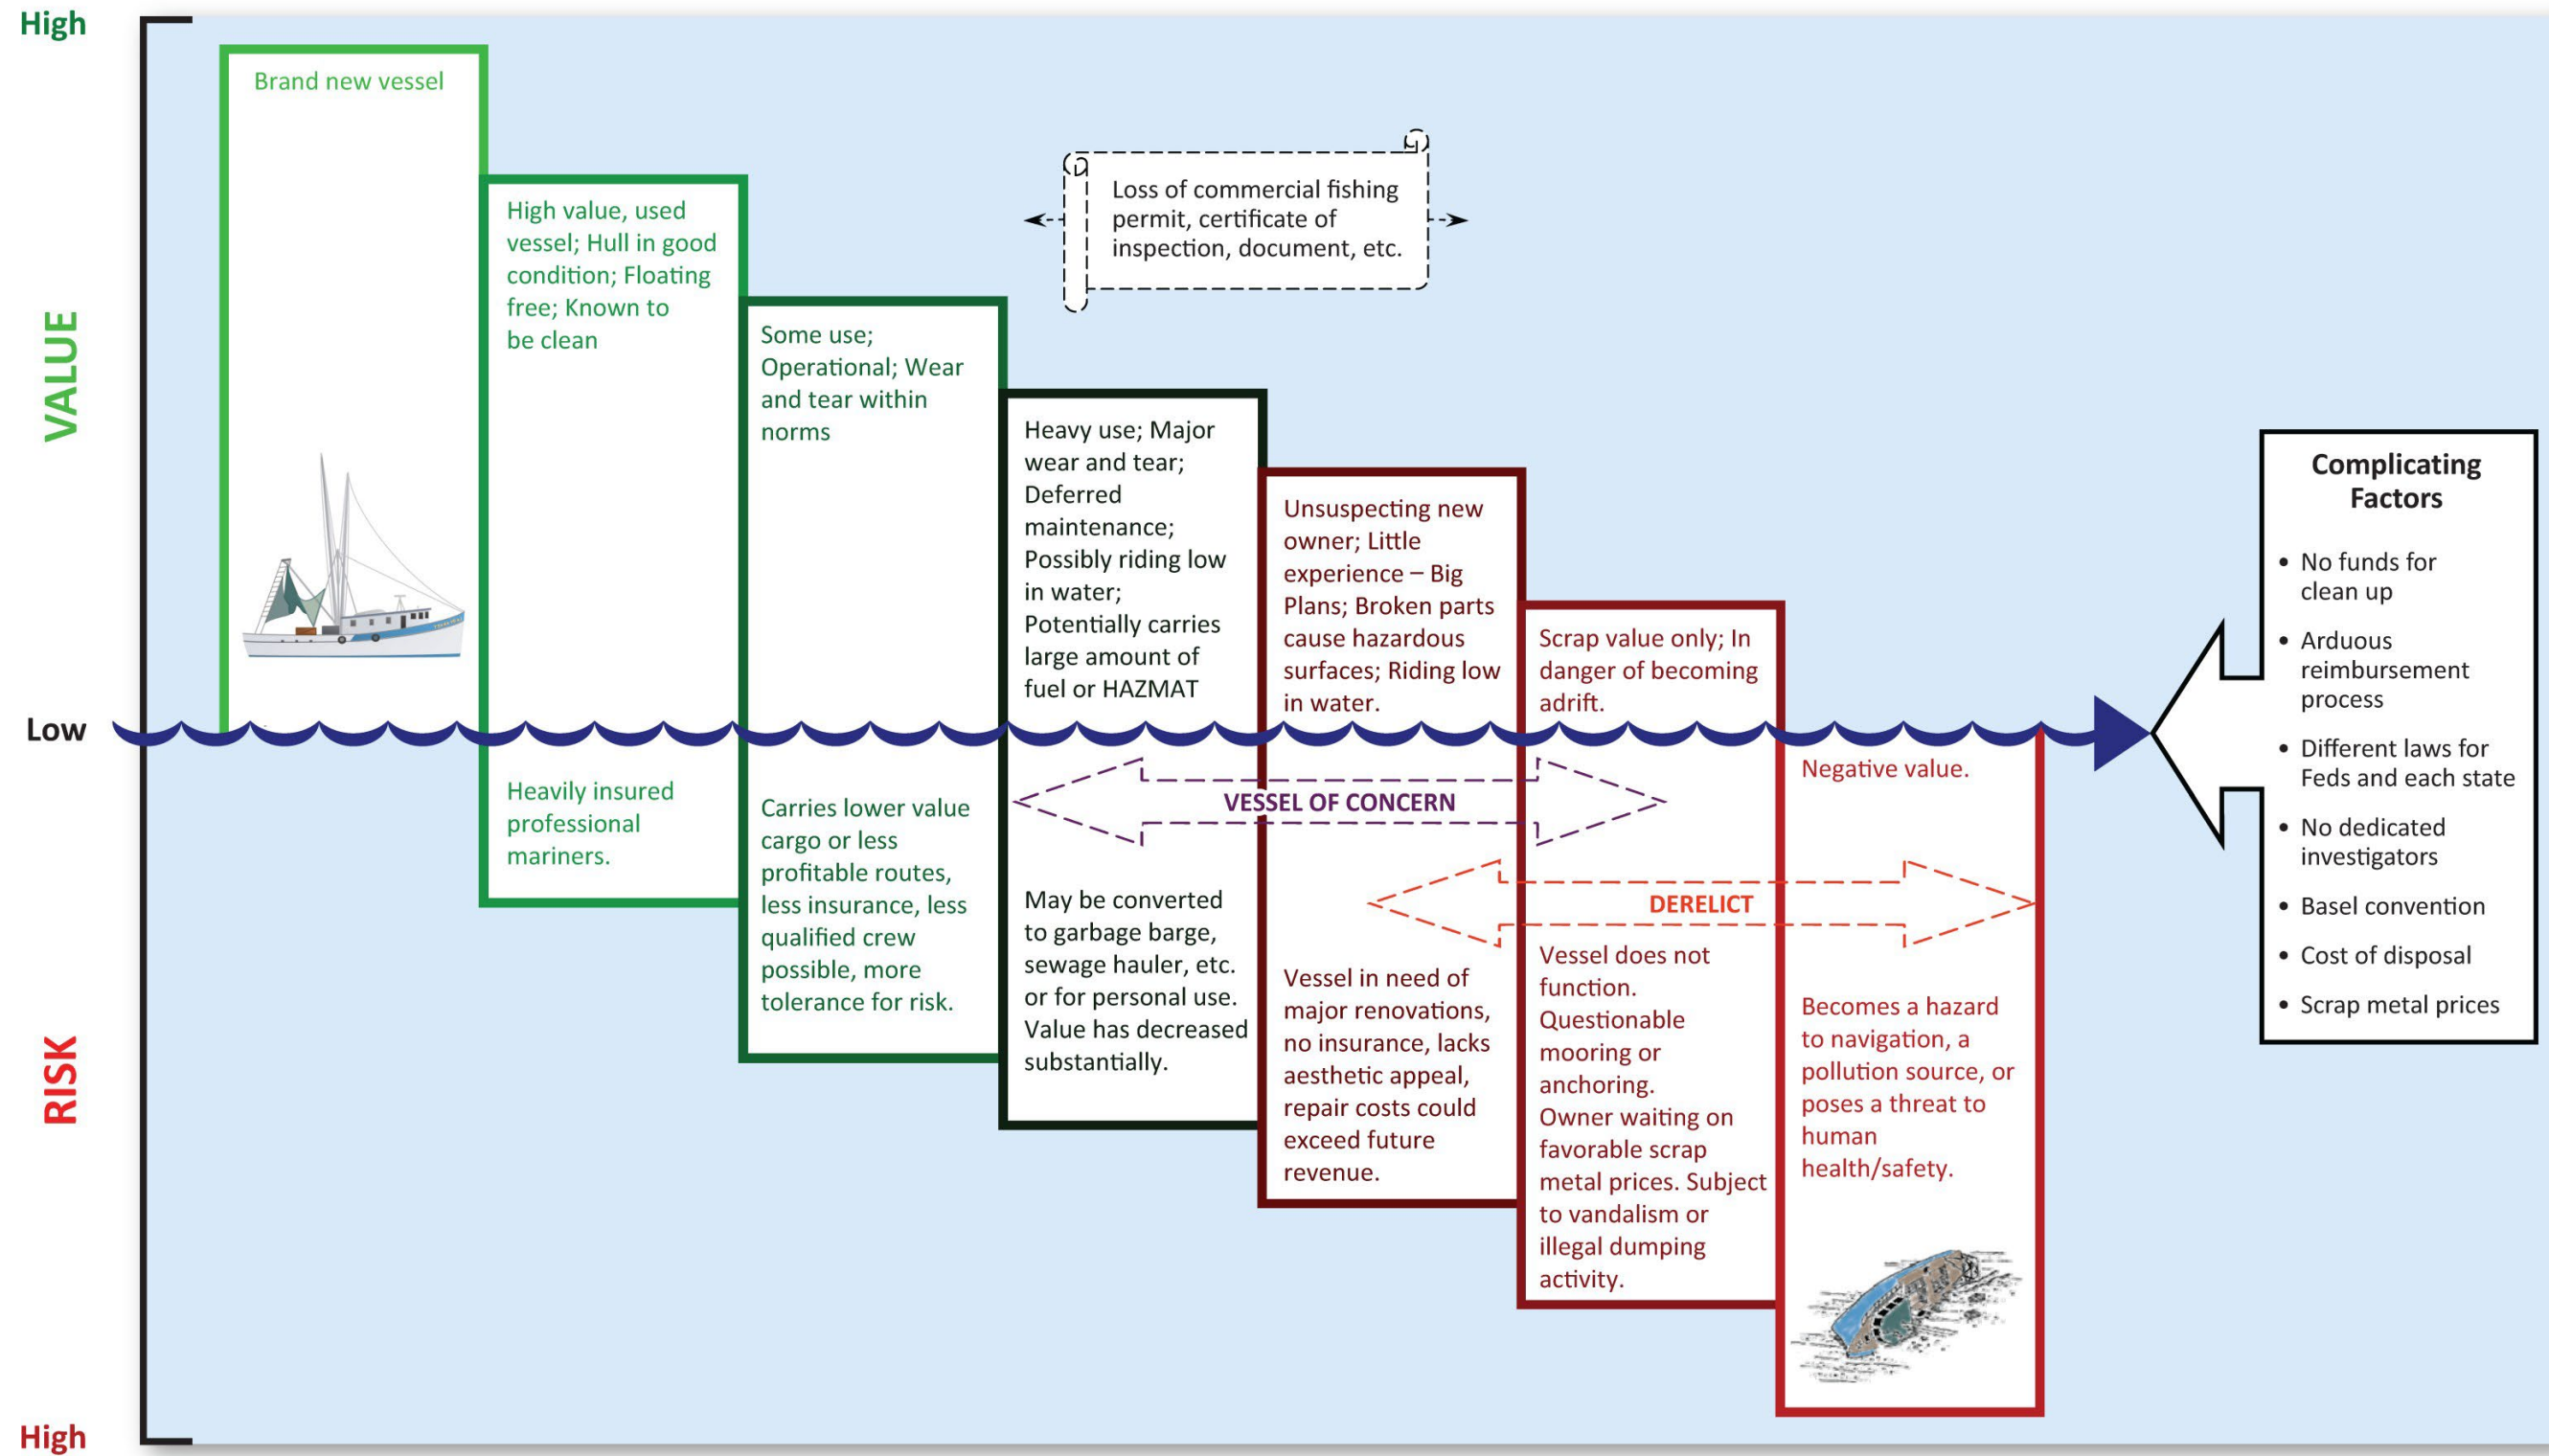 High
VALUE
Low
RISK
High
Brand new vessel
High value, used
vessel; Hull in good
condition; Floating
free; Known to
be clean
Heavily insured
professional
mariners.
Some use;
Operational; Wear
and tear within
norms
Carries lower value
cargo or less
profitable routes,
less insurance, less
qualified crew
possible, more
tolerance for risk.
Loss of commercial fishing
permit, certificate of
inspection, document, etc.
Heavy use; Major
wear and tear;
Deferred
maintenance;
Possibly riding low
in water;
Potentially carries
large amount of
fuel or HAZMAT
May be converted
to garbage barge,
sewage hauler, etc.
or for personal use.
Value has decreased
substantially.
Unsuspecting new
owner; Little
experience – Big
Plans; Broken parts
cause hazardous
surfaces; Riding low
in water.
VESSEL OF CONCERN
Vessel in need of
major renovations,
no insurance, lacks
aesthetic appeal,
repair costs could
exceed future
revenue.
Scrap value only; In
danger of becoming
adrift.
DERELICT
Vessel does not
function.
Questionable
mooring or
anchoring.
Owner waiting on
favorable scrap
metal prices. Subject
to vandalism or
illegal dumping
activity.
Negative value.
Becomes a hazard
to navigation, a
pollution source, or
poses a threat to
human
health/safety.
Complicating
Factors
• No funds for
clean up
• Arduous
reimbursement
process
• Different laws for
Feds and each state
• No dedicated
investigators
• Basel convention
• Cost of disposal
• Scrap metal prices